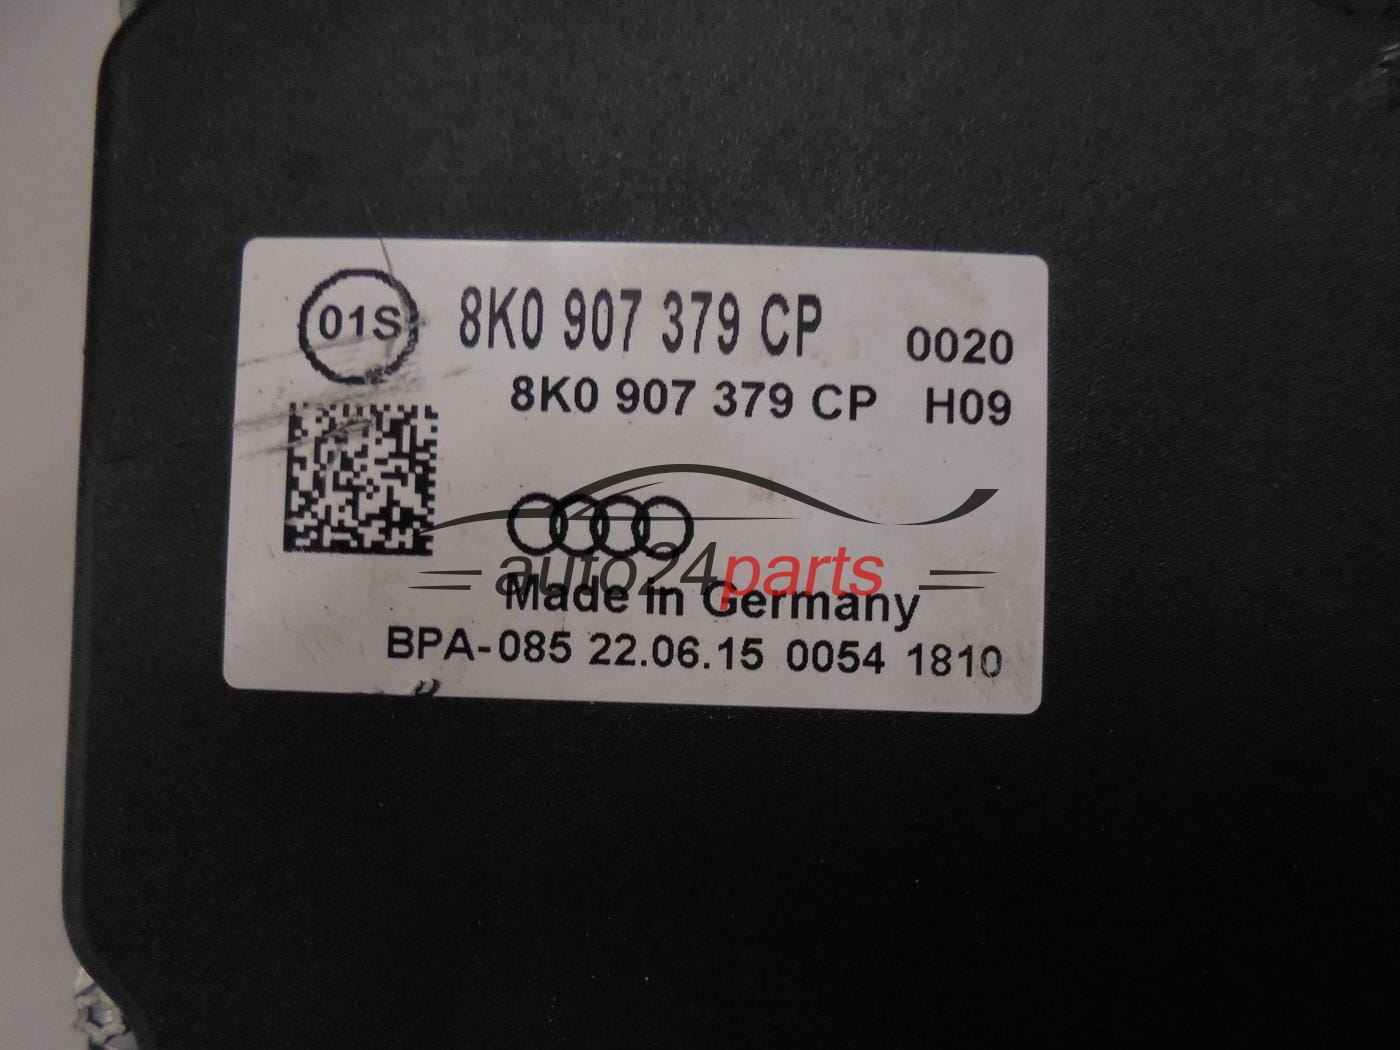 01S
8K0 907 379 CP 0020
8K0 907 379 CP H09
auto24parts
Made in Germany
BPA-085 22.06.15 0054 1810